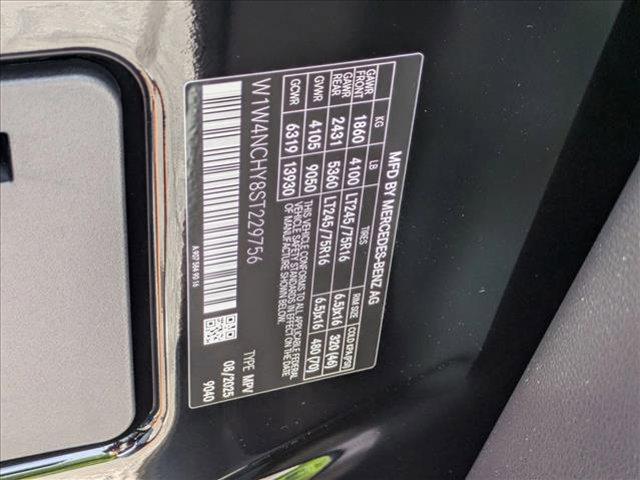 MFD BY MERCEDES-BENZ AG
KG LB TIRES RIM SIZE COLD KPA(PSI)
GAWR FRONT 1860 4100 LT245/75R16 6.5Jx16 320 (46)
GAWR REAR 2431 5360 LT245/75R16 6.5Jx16 480 (70)
GVWR 4105 9050
GCWR 6319 13930
THIS VEHICLE CONFORMS TO ALL
APPLICABLE FEDERAL
MOTOR VEHICLE SAFETY
STANDARDS IN EFFECT ON
THE DATE OF MANUFACTURE
SHOWN ABOVE.
W1W4NCHY8ST229756
TYPE MPV
08/2025
9040